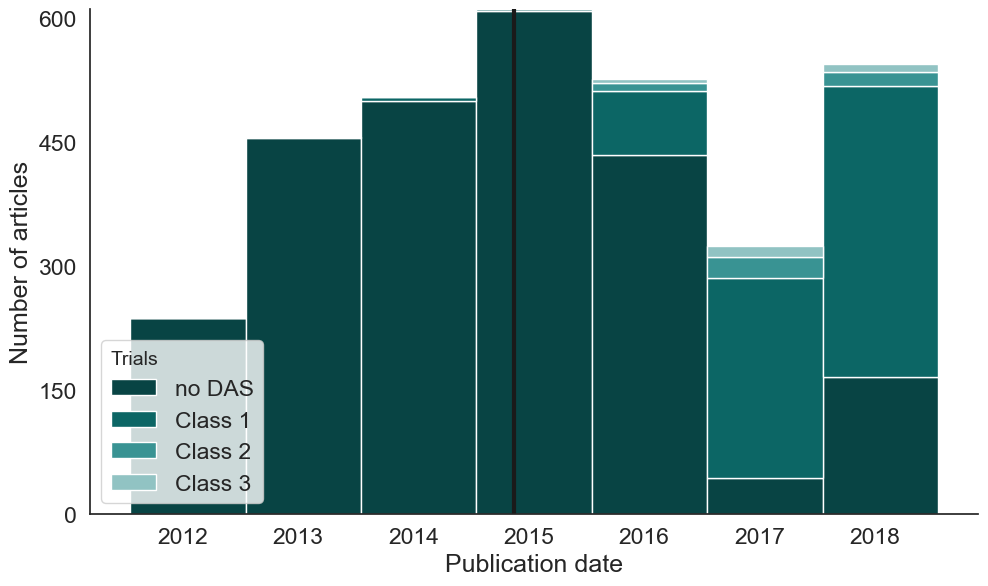 600
450
300
150
0
Number of articles
Trials
no DAS
Class 1
Class 2
Class 3
2012 2013 2014 2015 2016 2017 2018
Publication date